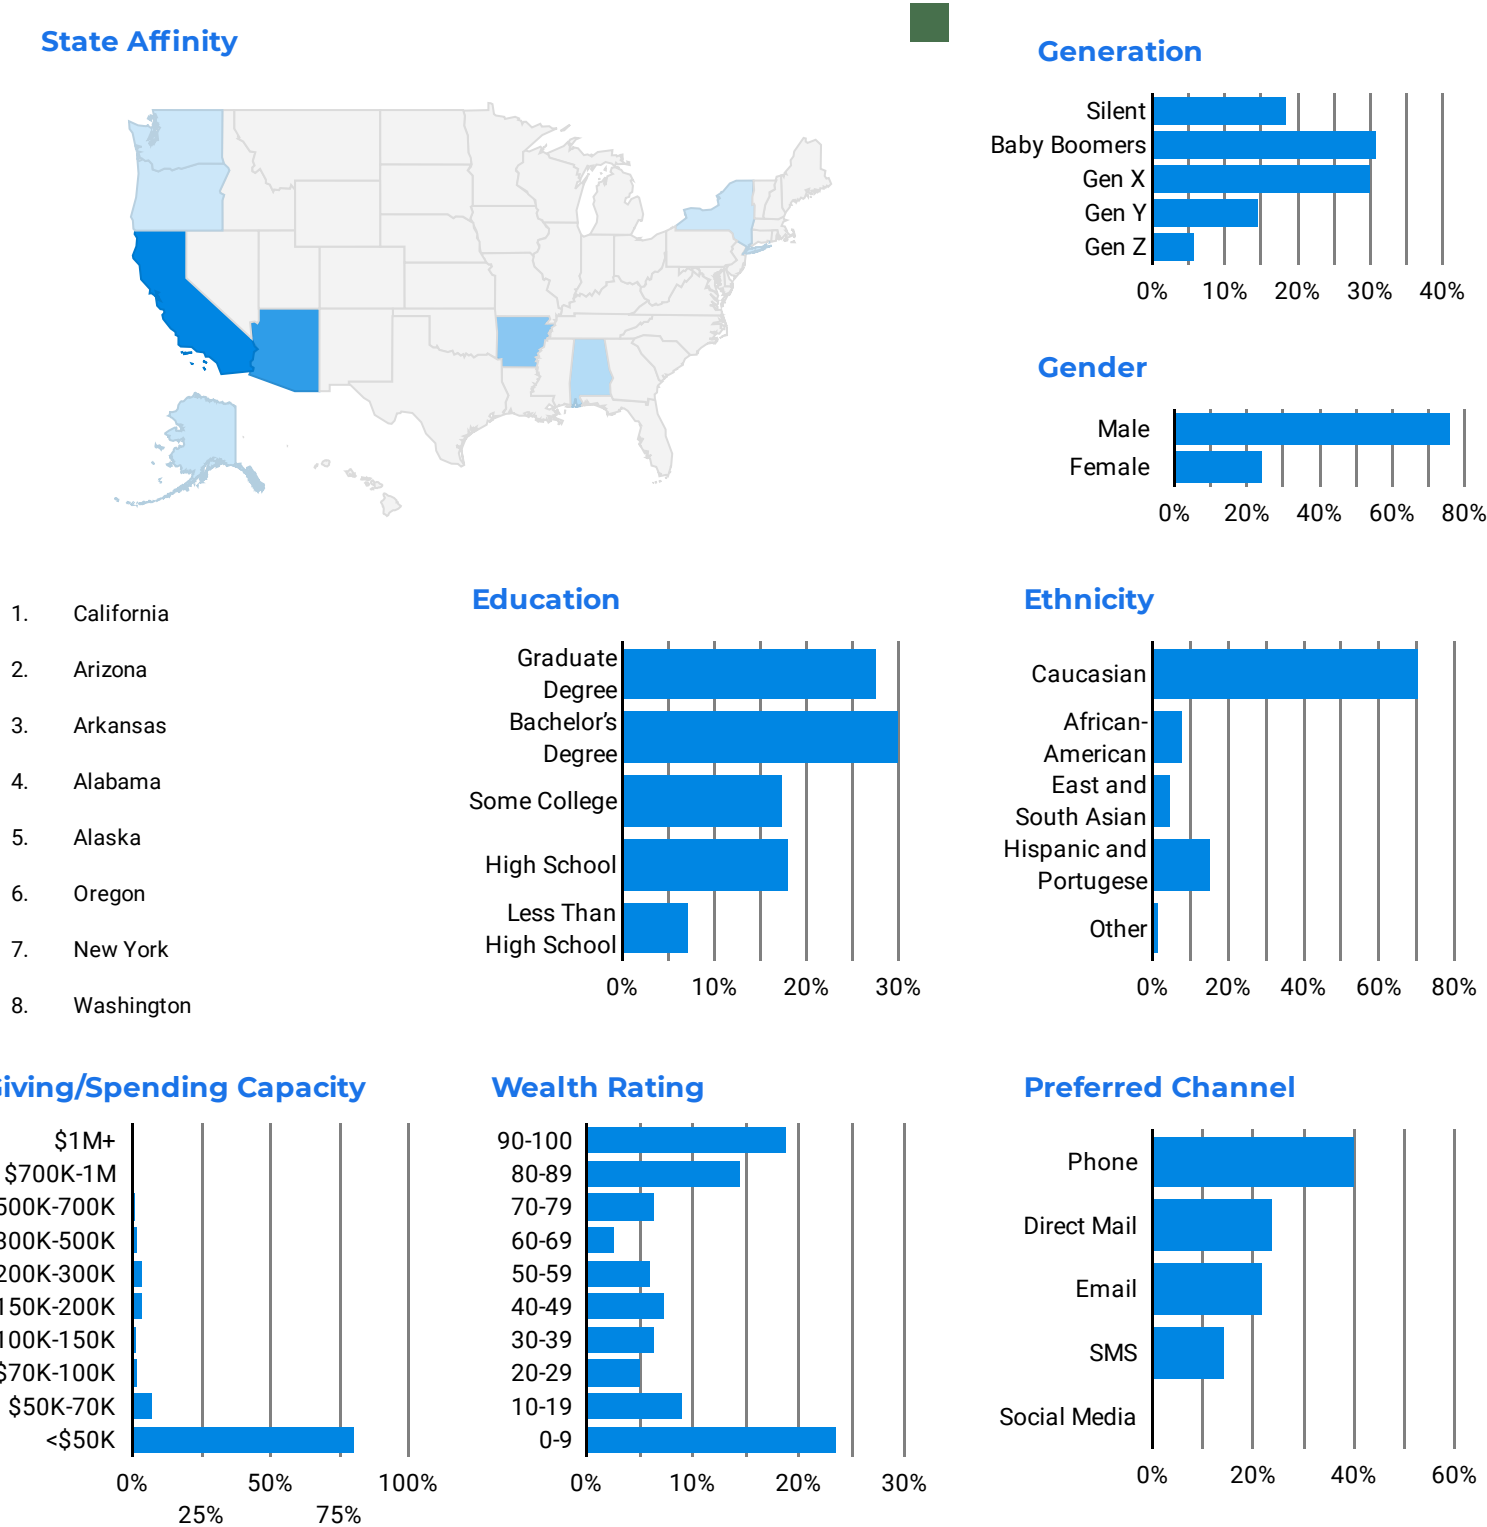 State Affinity
Generation
Silent
Baby Boomers
Gen X
Gen Y
Gen Z
0% 10% 20% 30% 40%
Gender
Male
Female
0% 20% 40% 60% 80%
1. California
2. Arizona
3. Arkansas
4. Alabama
5. Alaska
6. Oregon
7. New York
8. Washington
Education
Graduate
Degree
Bachelor's
Degree
Some College
High School
Less Than
High School
0% 10% 20% 30%
Ethnicity
Caucasian
African-
American
East and
South Asian
Hispanic and
Portugese
Other
0% 20% 40% 60% 80%
Giving/Spending Capacity
$1M+
$700K-1M
500K-700K
300K-500K
200K-300K
150K-200K
100K-150K
$70K-100K
$50K-70K
<$50K
0% 50% 100%
25% 75%
Wealth Rating
90-100
80-89
70-79
60-69
50-59
40-49
30-39
20-29
10-19
0-9
0% 10% 20% 30%
Preferred Channel
Phone
Direct Mail
Email
SMS
Social Media
0% 20% 40% 60%